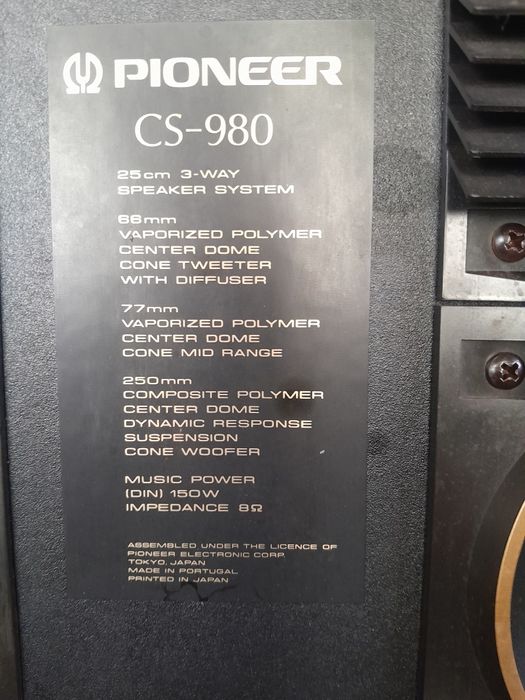 PIONEER
CS-980
25cm 3-WAY
SPEAKER SYSTEM
66mm
VAPORIZED POLYMER
CENTER DOME
CONE TWEETER
WITH DIFFUSER
77mm
VAPORIZED POLYMER
CENTER DOME
CONE MID RANGE
250mm
COMPOSITE POLYMER
CENTER DOME
DYNAMIC RESPONSE
SUSPENSION
CONE WOOFER
MUSIC POWER
(DIN) 150W
IMPEDANCE 8Ω
ASSEMBLED UNDER THE LICENCE OF
PIONEER ELECTRONIC CORP.
TOKYO, JAPAN
MADE IN PORTUGAL
PRINTED IN JAPAN